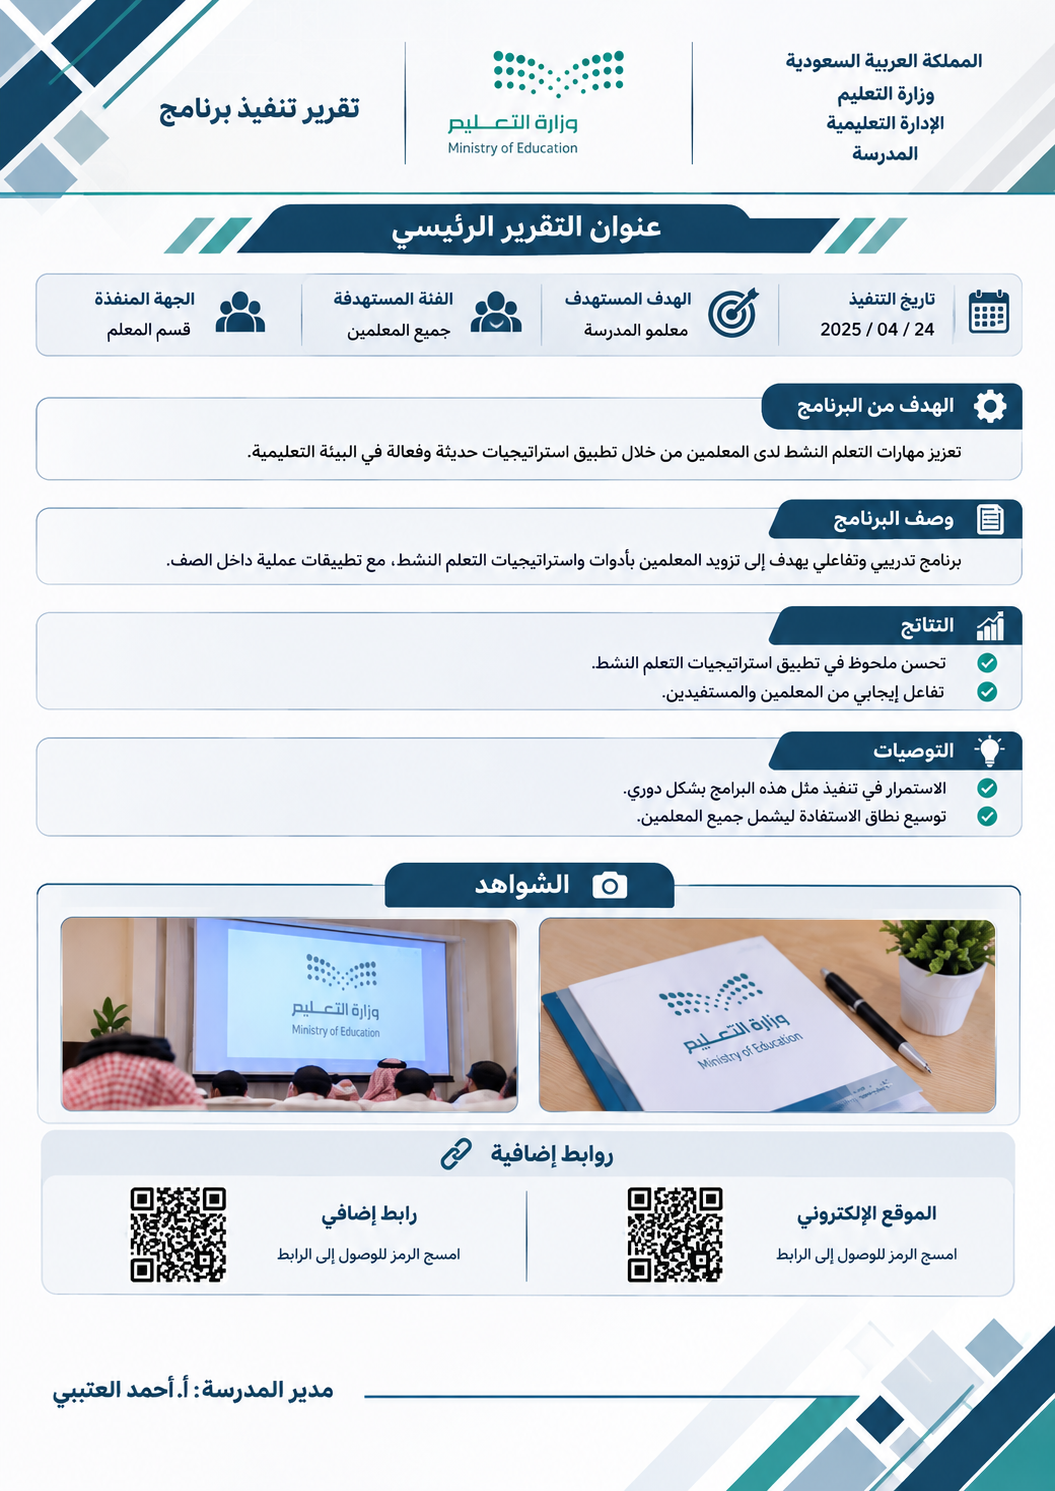 المملكة العربية السعودية
وزارة التعليم
الإدارة التعليمية
المدرسة
وزارة التعليم
Ministry of Education
تقرير تنفيذ برنامج
عنوان التقرير الرئيسي
تاريخ التنفيذ
24 / 04 / 2025
الهدف المستهدف
معلمو المدرسة
الفئة المستهدفة
جميع المعلمين
الجهة المنفذة
قسم المعلم
الهدف من البرنامج
تعزيز مهارات التعلم النشط لدى المعلمين من خلال تطبيق استراتيجيات حديثة وفعالة في البيئة التعليمية.
وصف البرنامج
برنامج تدريبي وتفاعلي يهدف إلى تزويد المعلمين بأدوات واستراتيجيات التعلم النشط، مع تطبيقات عملية داخل الصف.
النتائج
تحسن ملحوظ في تطبيق استراتيجيات التعلم النشط.
تفاعل إيجابي من المعلمين والمستفيدين.
التوصيات
الاستمرار في تنفيذ مثل هذه البرامج بشكل دوري.
توسيع نطاق الاستفادة ليشمل جميع المعلمين.
الشواهد
وزارة التعليم
Ministry of Education
وزارة التعليم
Ministry of Education
روابط إضافية
الموقع الإلكتروني
امسح الرمز للوصول إلى الرابط
رابط إضافي
امسح الرمز للوصول إلى الرابط
مدير المدرسة: أ. أحمد العتيبي